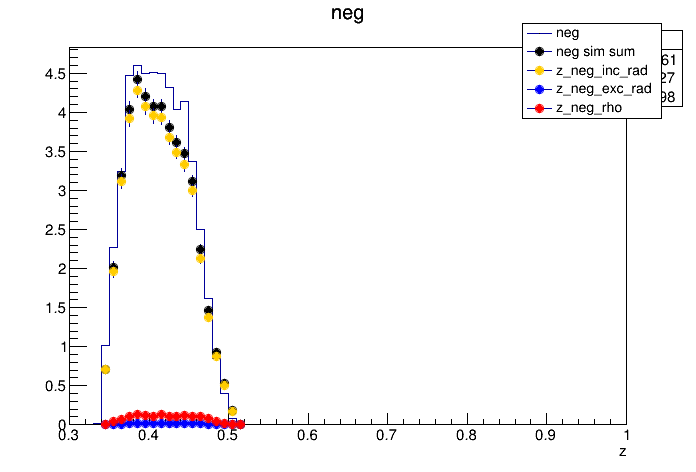 neg
neg
neg sim sum
z_neg_inc_rad
z_neg_exc_rad
z_neg_rho
61
27
98
4.5
4
3.5
3
2.5
2
1.5
1
0.5
0
0.3 0.4 0.5 0.6 0.7 0.8 0.9 1
z